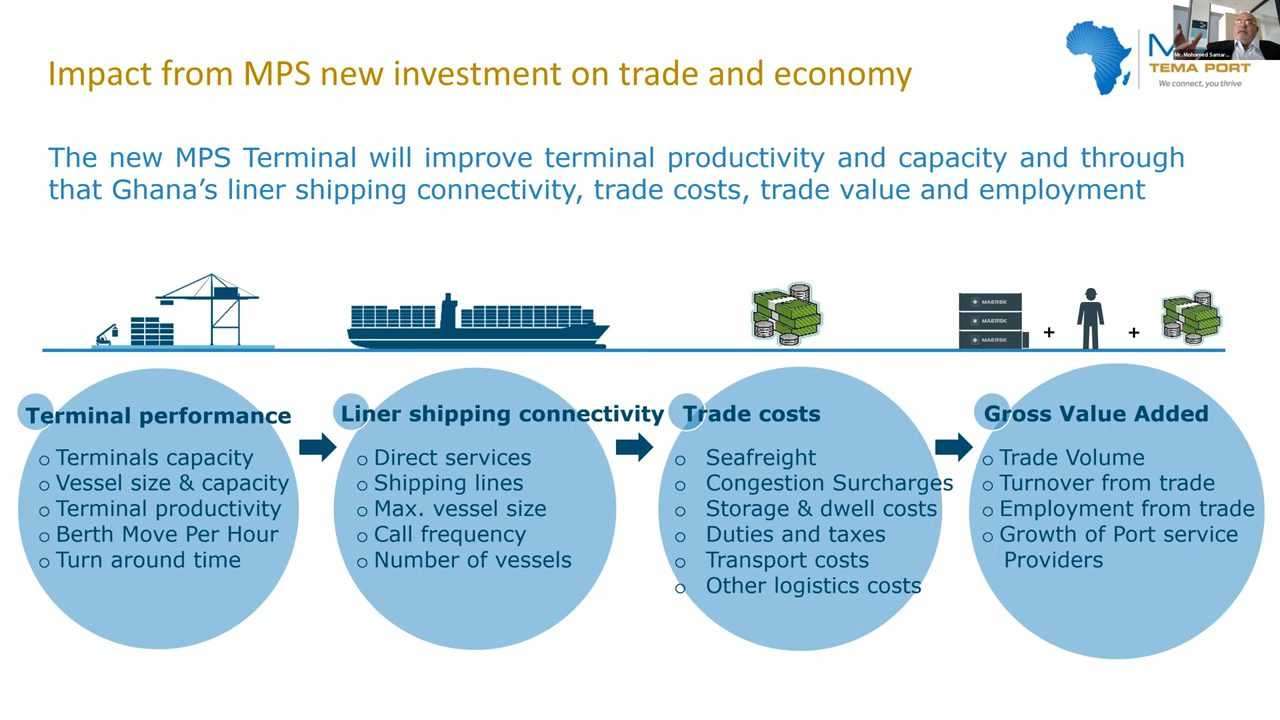 Mr. Mohamed Samar...
TEMA PORT
We connect, you thrive
Impact from MPS new investment on trade and economy
The new MPS Terminal will improve terminal productivity and capacity and through
that Ghana’s liner shipping connectivity, trade costs, trade value and employment
MAERSK
MAERSK
MAERSK
+
+
Terminal performance
o Terminals capacity
o Vessel size & capacity
o Terminal productivity
o Berth Move Per Hour
o Turn around time
Liner shipping connectivity
o Direct services
o Shipping lines
o Max. vessel size
o Call frequency
o Number of vessels
Trade costs
o Seafreight
o Congestion Surcharges
o Storage & dwell costs
o Duties and taxes
o Transport costs
o Other logistics costs
Gross Value Added
o Trade Volume
o Turnover from trade
o Employment from trade
o Growth of Port service
Providers